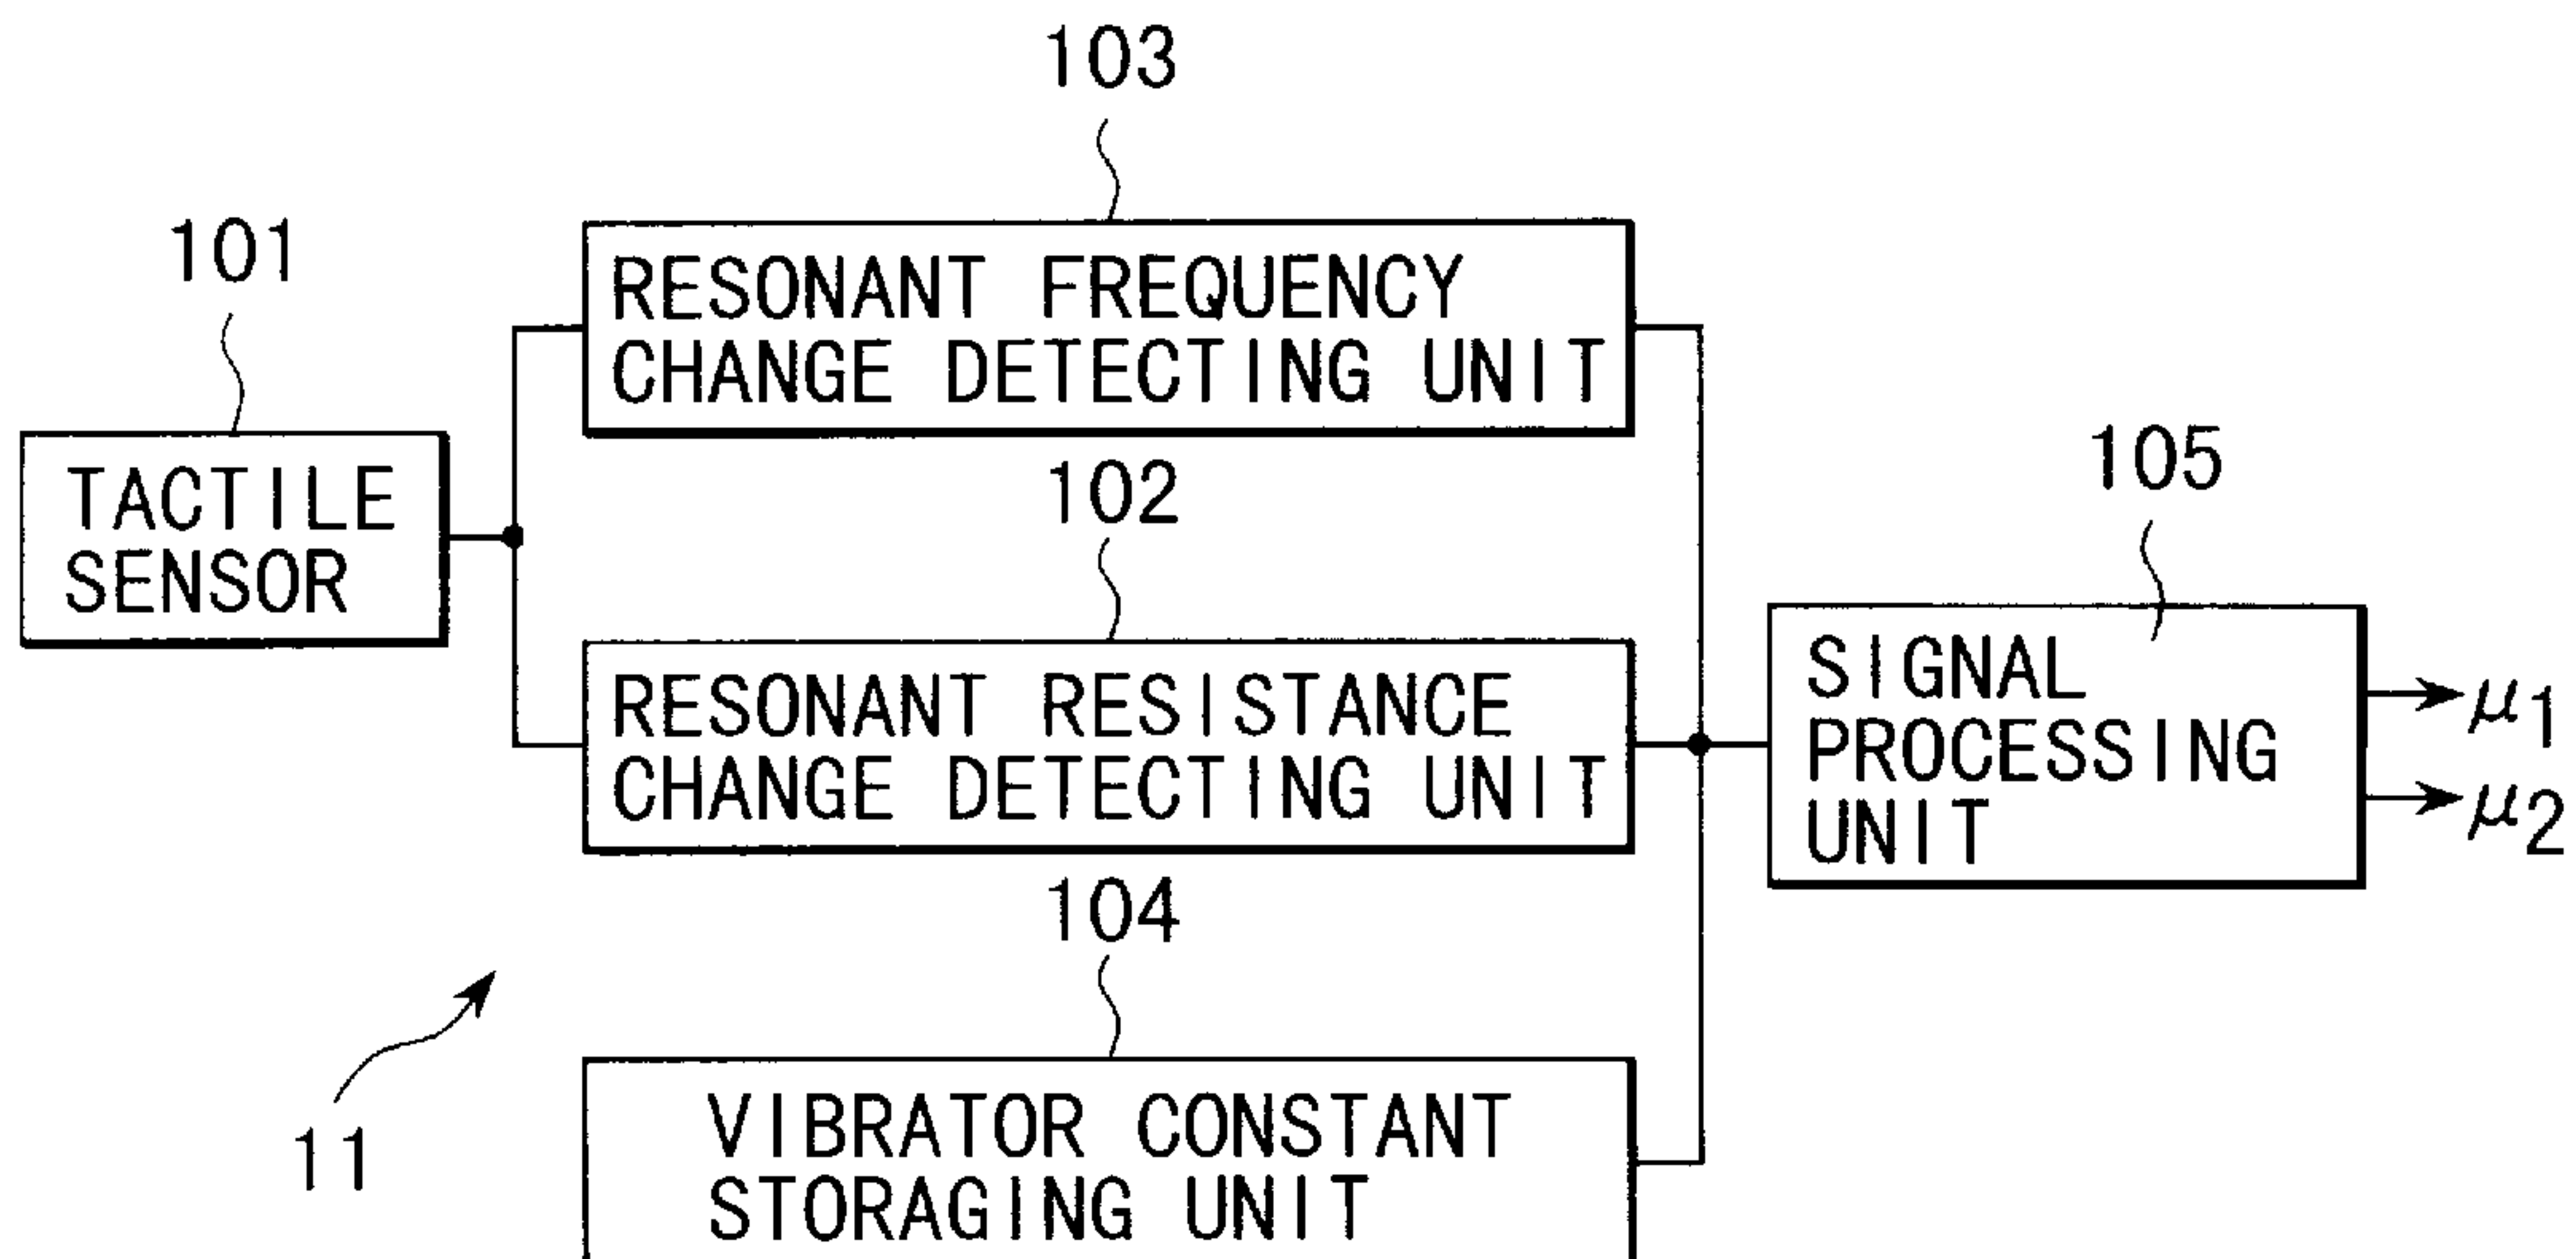 103
101
RESONANT FREQUENCY
CHANGE DETECTING UNIT
TACTILE
SENSOR
102
105
RESONANT RESISTANCE
CHANGE DETECTING UNIT
SIGNAL
PROCESSING
UNIT
μ1
μ2
104
11
VIBRATOR CONSTANT
STORAGING UNIT